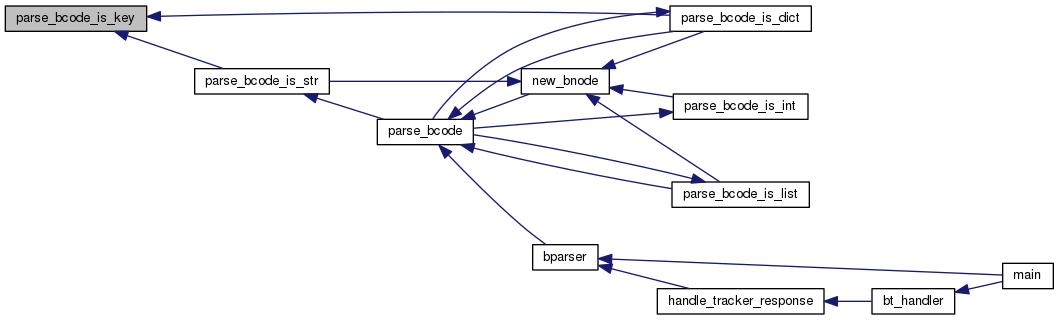 parse_bcode_is_key
parse_bcode_is_dict
parse_bcode_is_str
new_bnode
parse_bcode_is_int
parse_bcode
parse_bcode_is_list
bparser
main
handle_tracker_response
bt_handler